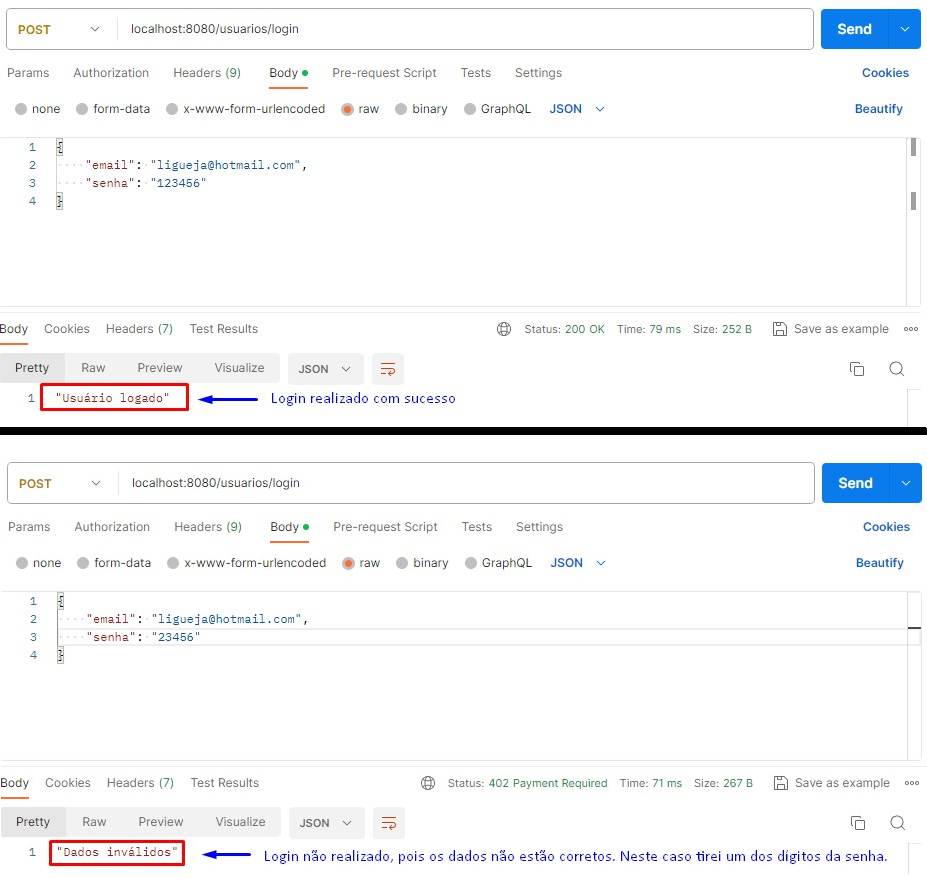 POST localhost:8080/usuarios/login Send
Params Authorization Headers (9) Body Pre-request Script Tests Settings Cookies
none form-data x-www-form-urlencoded raw binary GraphQL JSON Beautify
1 {
2 "email": "ligueja@hotmail.com",
3 "senha": "123456"
4 }
Body Cookies Headers (7) Test Results Status: 200 OK Time: 79 ms Size: 252 B Save as example
Pretty Raw Preview Visualize JSON
1 "Usuário logado" Login realizado com sucesso
POST localhost:8080/usuarios/login Send
Params Authorization Headers (9) Body Pre-request Script Tests Settings Cookies
none form-data x-www-form-urlencoded raw binary GraphQL JSON Beautify
1 {
2 "email": "ligueja@hotmail.com",
3 "senha": "23456"
4 }
Body Cookies Headers (7) Test Results Status: 402 Payment Required Time: 71 ms Size: 267 B Save as example
Pretty Raw Preview Visualize JSON
1 "Dados inválidos" Login não realizado, pois os dados não estão corretos. Neste caso tirei um dos dígitos da senha.